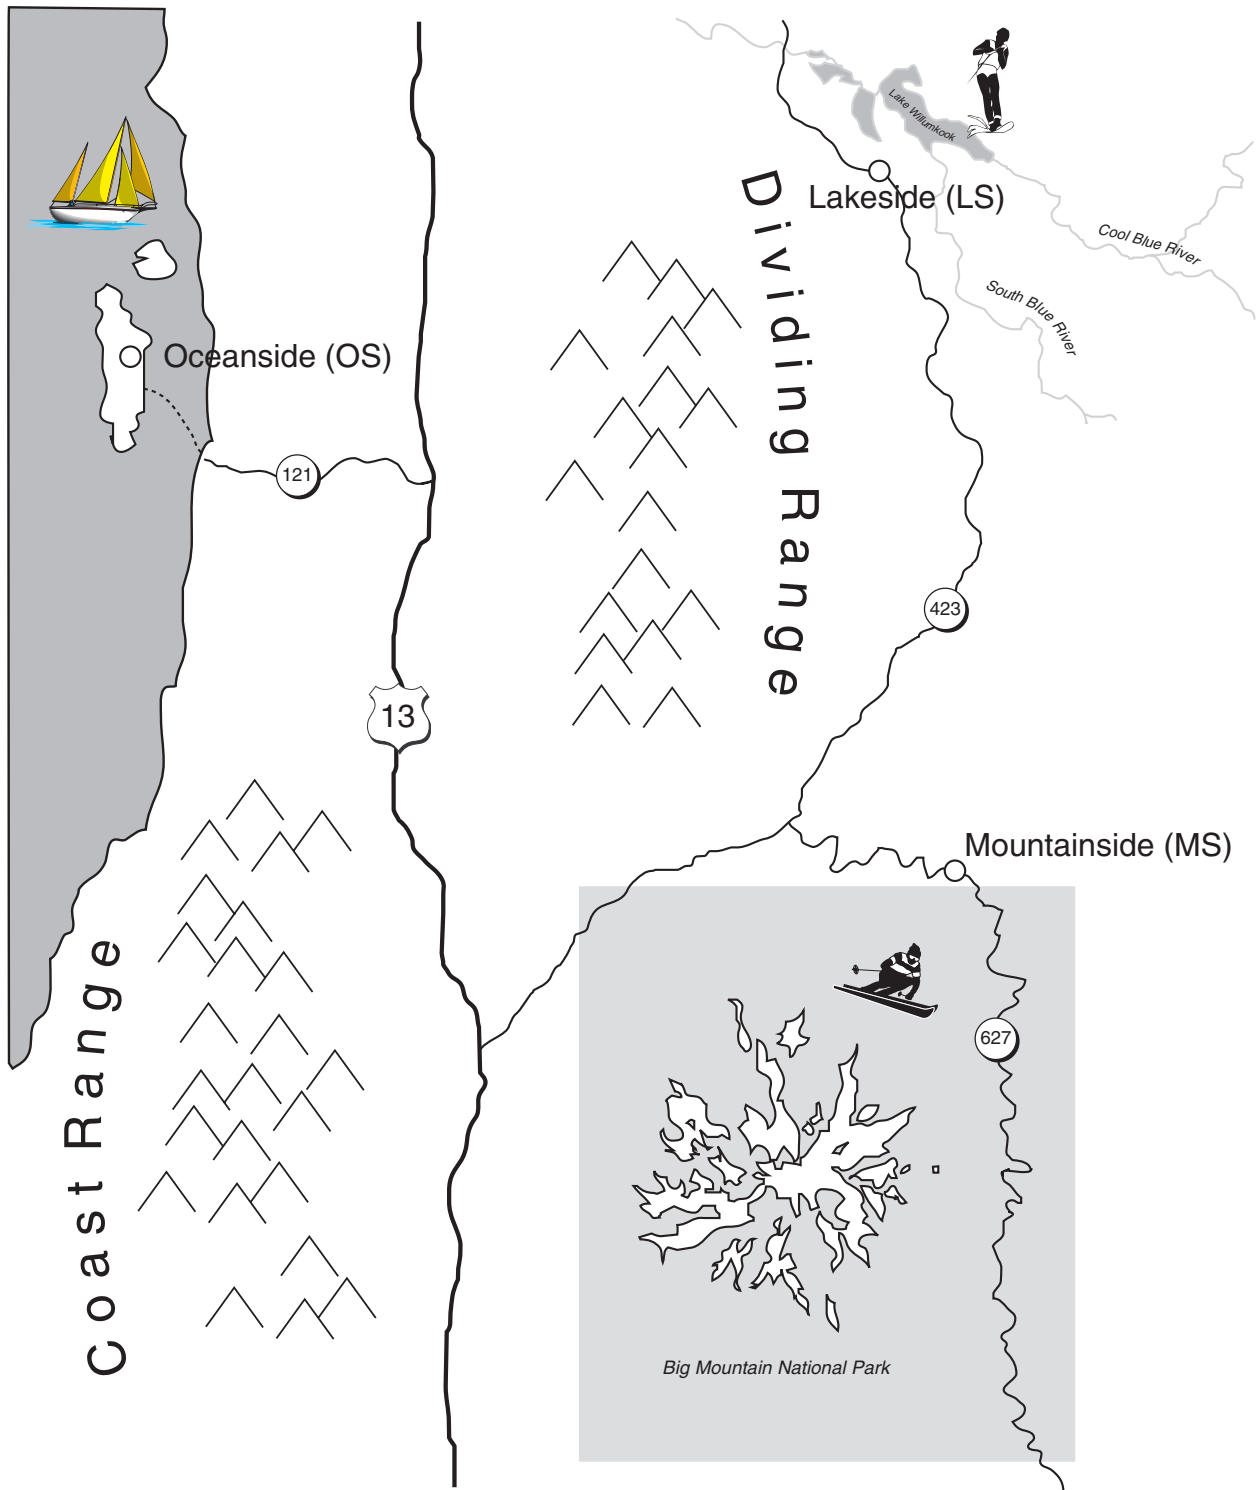 Lake Willumkook
Lakeside (LS)
Cool Blue River
South Blue River
Dividing Range
Oceanside (OS)
121
423
13
Mountainside (MS)
Coast Range
627
Big Mountain National Park